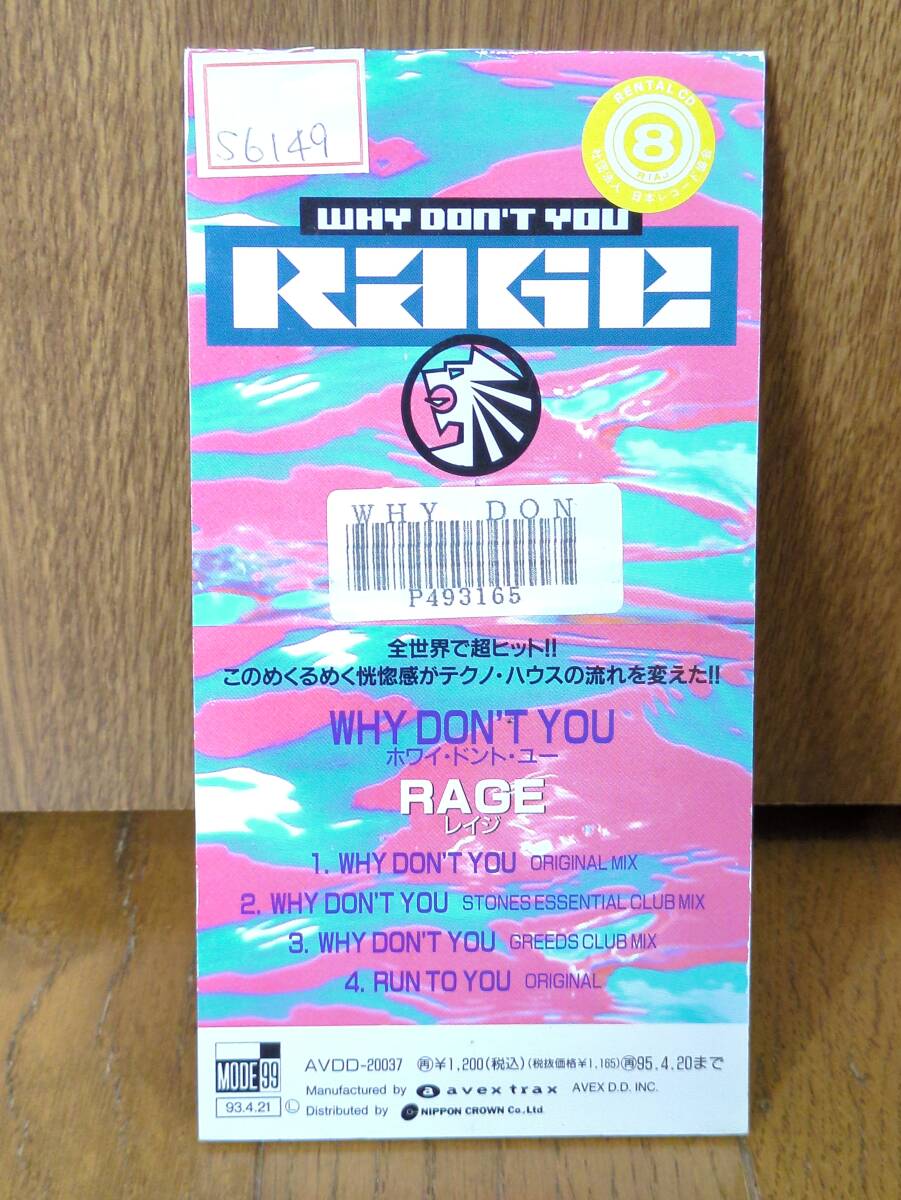 S6149
RENTAL CD
8
RIAJ
社団法人 日本レコード協会
WHY DON'T YOU
RAGE
WHY DON
P493165
全世界で超ヒット!!
このめくるめく恍惚感がテクノ・ハウスの流れを変えた!!
WHY DON'T YOU
ホワイ・ドント・ユー
RAGE
レイジ
1. WHY DON'T YOU ORIGINAL MIX
2. WHY DON'T YOU STONES ESSENTIAL CLUB MIX
3. WHY DON'T YOU GREEDS CLUB MIX
4. RUN TO YOU ORIGINAL
MODE 99
AVDD-20037 ㊖¥1,200(税込)(税抜価格¥1,165)㊖95.4.20まで
Manufactured by avex trax AVEX D.D. INC.
93.4.21 Ⓛ Distributed by NIPPON CROWN Co., Ltd.